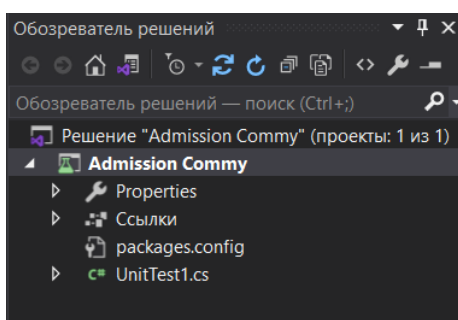 Обозреватель решений
Обозреватель решений — поиск (Ctrl+;)
Решение "Admission Commy" (проекты: 1 из 1)
Admission Commy
Properties
Ссылки
packages.config
C# UnitTest1.cs